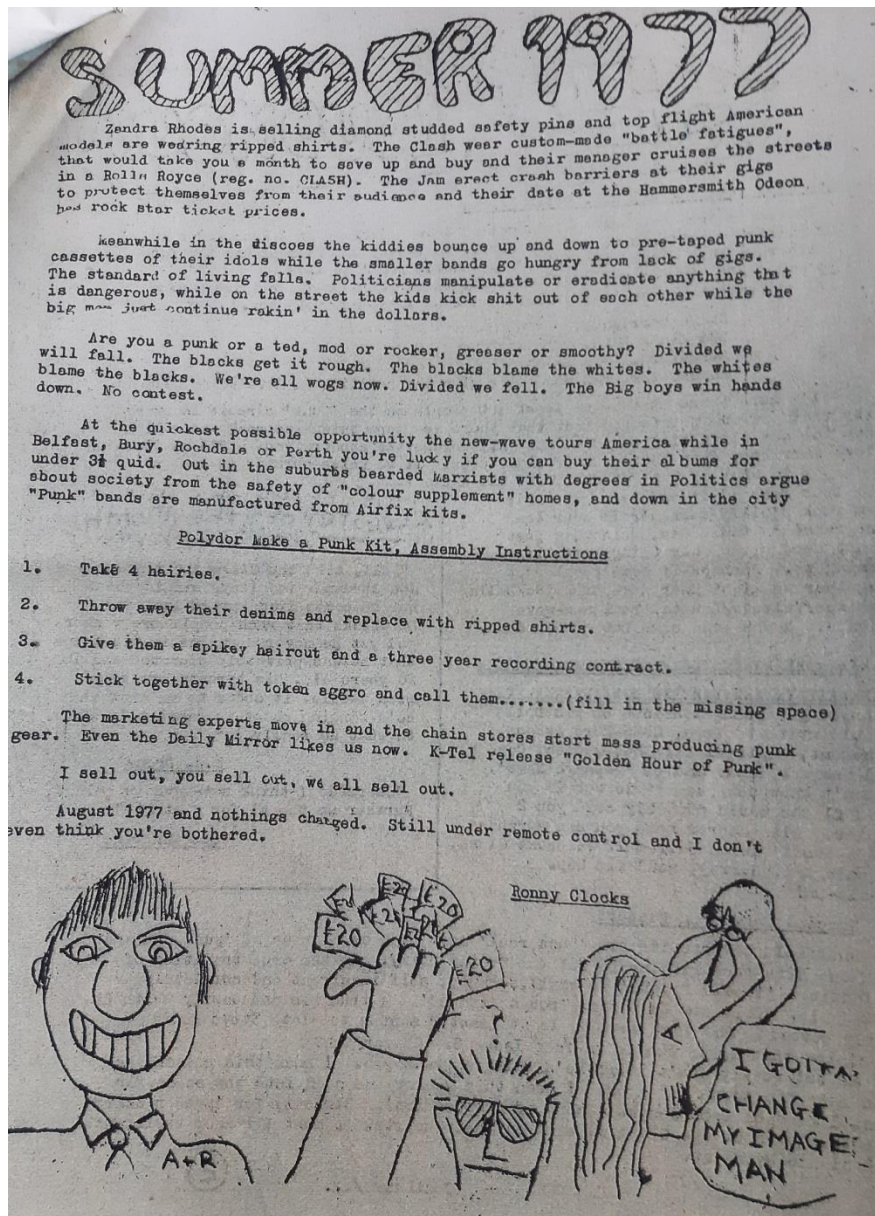 SUMMER 1977
Zandra Rhodes is selling diamond studded safety pins and top flight American
models are wearing ripped shirts. The Clash wear custom-made "battle fatigues",
that would take you a month to save up and buy and their manager cruises the streets
in a Rolls Royce (reg. no. CLASH). The Jam erect crash barriers at their gigs
to protect themselves from their audience and their date at the Hammersmith Odeon
had rock star ticket prices.
Meanwhile in the discoes the kiddies bounce up and down to pre-taped punk
cassettes of their idols while the smaller bands go hungry from lack of gigs.
The standard of living falls. Politicians manipulate or eradicate anything that
is dangerous, while on the street the kids kick shit out of each other while the
big men just continue rakin' in the dollars.
Are you a punk or a ted, mod or rocker, greaser or smoothy? Divided we
will fall. The blacks get it rough. The blacks blame the whites. The whites
blame the blacks. We're all wogs now. Divided we fell. The Big boys win hands
down. No contest.
At the quickest possible opportunity the new-wave tours America while in
Belfast, Bury, Rochdale or Perth you're lucky if you can buy their albums for
under 3½ quid. Out in the suburbs bearded Marxists with degrees in Politics argue
about society from the safety of "colour supplement" homes, and down in the city
"Punk" bands are manufactured from Airfix kits.
Polydor Make a Punk Kit, Assembly Instructions
1. Take 4 hairies.
2. Throw away their denims and replace with ripped shirts.
3. Give them a spikey haircut and a three year recording contract.
4. Stick together with token aggro and call them.......(fill in the missing space)
The marketing experts move in and the chain stores start mass producing punk
gear. Even the Daily Mirror likes us now. K-Tel release "Golden Hour of Punk".
I sell out, you sell out, we all sell out.
August 1977 and nothings changed. Still under remote control and I don't
even think you're bothered.
Ronny Clocks
£20
£20
£20
?
A
A+R
I GOTTA
CHANGE
MY IMAGE
MAN